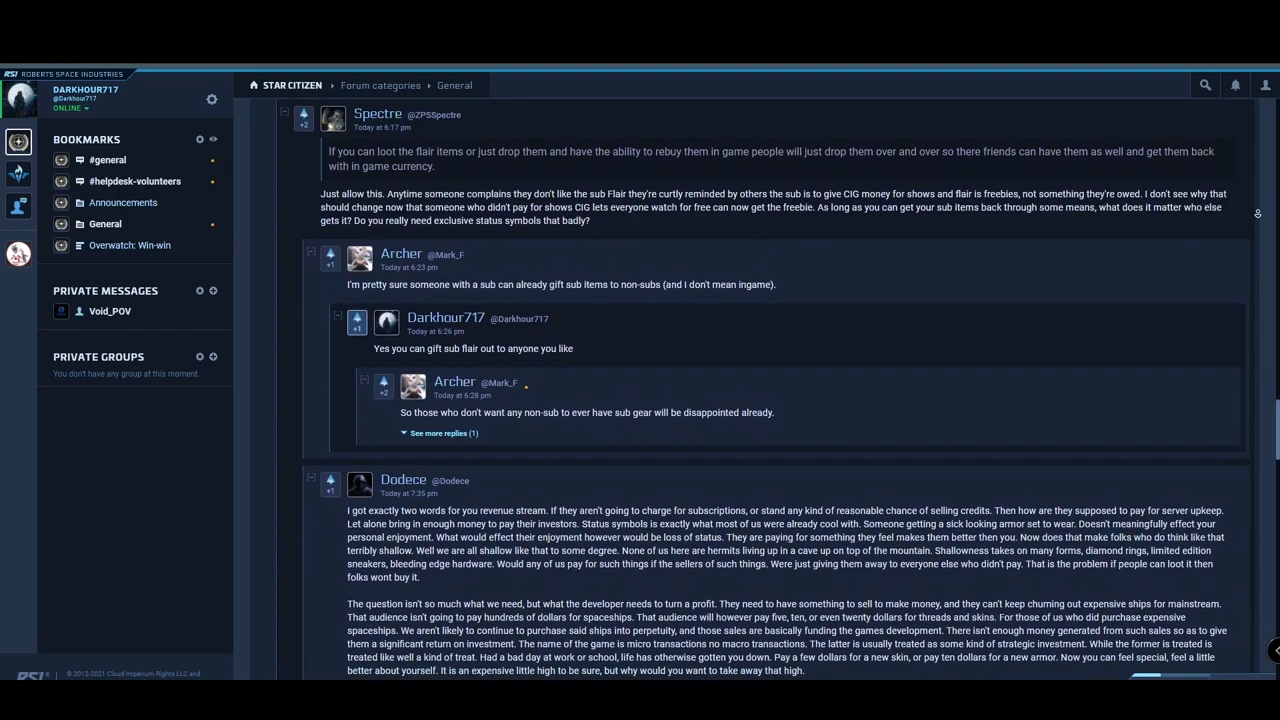 RSI ROBERTS SPACE INDUSTRIES
DARKHOUR717
@Darkhour717
ONLINE
STAR CITIZEN
Forum categories
General
BOOKMARKS
#general
#helpdesk-volunteers
Announcements
General
Overwatch: Win-win
PRIVATE MESSAGES
Void_POV
PRIVATE GROUPS
You don't have any group at this moment.
© 2012-2021 Cloud Imperium Rights LLC and
RSI
+2
Spectre @ZPSSpectre
Today at 6:17 pm
If you can loot the flair items or just drop them and have the ability to rebuy them in game people will just drop them over and over so there friends can have them as well and get them back
with in game currency.
Just allow this. Anytime someone complains they don't like the sub Flair they're curtly reminded by others the sub is to give CIG money for shows and flair is freebies, not something they're owed. I don't see why that
should change now that someone who didn't pay for shows CIG lets everyone watch for free can now get the freebie. As long as you can get your sub items back through some means, what does it matter who else
gets it? Do you really need exclusive status symbols that badly?
+1
Archer @Mark_F
Today at 6:23 pm
I'm pretty sure someone with a sub can already gift sub items to non-subs (and I don't mean ingame).
+1
Darkhour717 @Darkhour717
Today at 6:26 pm
Yes you can gift sub flair out to anyone you like
+2
Archer @Mark_F
Today at 6:28 pm
So those who don't want any non-sub to ever have sub gear will be disappointed already.
See more replies (1)
+1
Dodece @Dodece
Today at 7:35 pm
I got exactly two words for you revenue stream. If they aren't going to charge for subscriptions, or stand any kind of reasonable chance of selling credits. Then how are they supposed to pay for server upkeep.
Let alone bring in enough money to pay their investors. Status symbols is exactly what most of us were already cool with. Someone getting a sick looking armor set to wear. Doesn't meaningfully effect your
personal enjoyment. What would effect their enjoyment however would be loss of status. They are paying for something they feel makes them better then you. Now does that make folks who do think like that
terribly shallow. Well we are all shallow like that to some degree. None of us here are hermits living up in a cave up on top of the mountain. Shallowness takes on many forms, diamond rings, limited edition
sneakers, bleeding edge hardware. Would any of us pay for such things if the sellers of such things. Were just giving them away to everyone else who didn't pay. That is the problem if people can loot it then
folks wont buy it.
The question isn't so much what we need, but what the developer needs to turn a profit. They need to have something to sell to make money, and they can't keep churning out expensive ships for mainstream.
That audience isn't going to pay hundreds of dollars for spaceships. That audience will however pay five, ten, or even twenty dollars for threads and skins. For those of us who did purchase expensive
spaceships. We aren't likely to continue to purchase said ships into perpetuity, and those sales are basically funding the games development. There isn't enough money generated from such sales so as to give
them a significant return on investment. The name of the game is micro transactions no macro transactions. The latter is usually treated as some kind of strategic investment. While the former is treated is
treated like well a kind of treat. Had a bad day at work or school, life has otherwise gotten you down. Pay a few dollars for a new skin, or pay ten dollars for a new armor. Now you can feel special, feel a little
better about yourself. It is an expensive little high to be sure, but why would you want to take away that high.